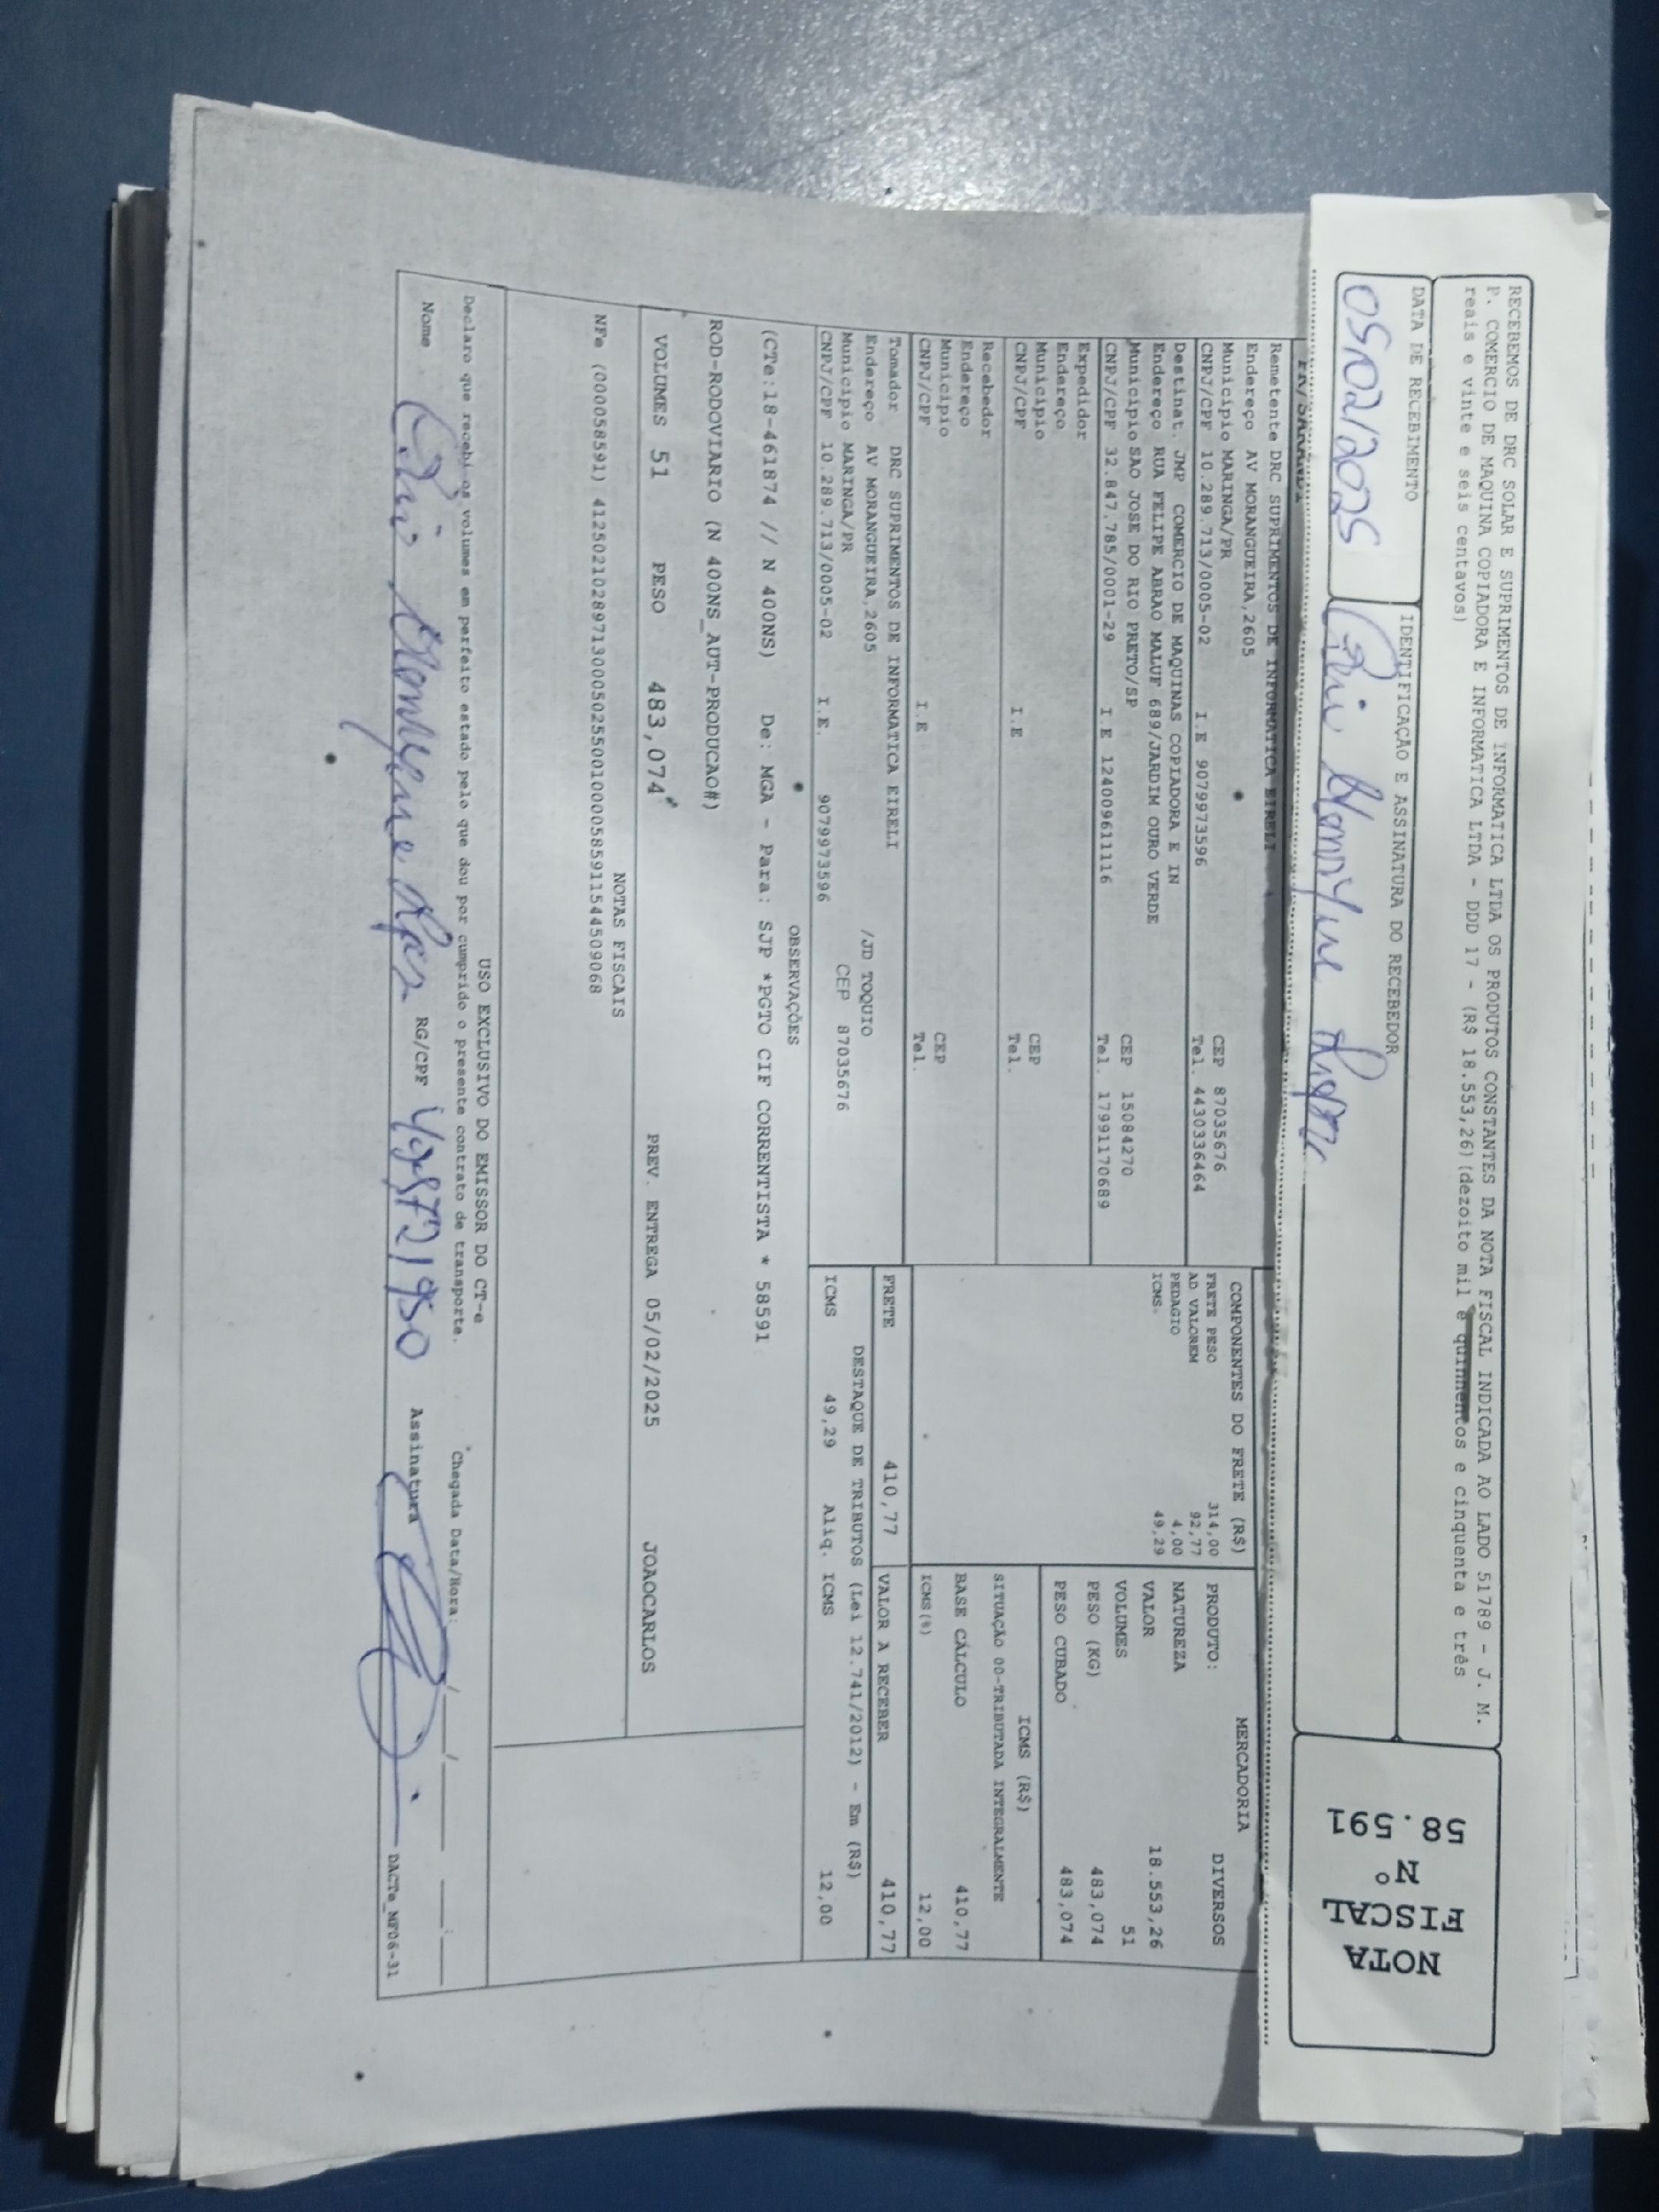 RECEBEMOS DE DRC SOLAR E SUPRIMENTOS DE INFORMATICA LTDA OS PRODUTOS CONSTANTES DA NOTA FISCAL INDICADA AO LADO 51789 - J. M.
P. COMERCIO DE MAQUINA COPIADORA E INFORMATICA LTDA - DDD 17 - (R$ 18.553,26) (dezoito mil e quinhentos e cinquenta e três
reais e vinte e seis centavos)
DATA DE RECEBIMENTO
05/02/2025
IDENTIFICAÇÃO E ASSINATURA DO RECEBEDOR
NOTA
FISCAL
Nº
58.591
PR/SARANDI
Remetente DRC SUPRIMENTOS DE INFORMATICA EIRELI
Endereço AV MORANGUEIRA,2605
Município MARINGA/PR CEP 87035676
CNPJ/CPF 10.289.713/0005-02 I.E 9079973596 Tel. 4430336464
Destinat. JMP COMERCIO DE MAQUINAS COPIADORA E IN
Endereço RUA FELIPE ABRAO MALUF 689/JARDIM OURO VERDE
Município SAO JOSE DO RIO PRETO/SP CEP 15084270
CNPJ/CPF 32.847.785/0001-29 I.E 124009611116 Tel. 17991170689
Expedidor
Endereço
Município CEP
CNPJ/CPF I.E Tel.
Recebedor
Endereço
Município CEP
CNPJ/CPF I.E Tel.
Tomador DRC SUPRIMENTOS DE INFORMATICA EIRELI
Endereço AV MORANGUEIRA,2605 /JD TOQUIO
Município MARINGA/PR CEP 87035676
CNPJ/CPF 10.289.713/0005-02 I.E. 9079973596
COMPONENTES DO FRETE (R$)
FRETE PESO 314,00
AD VALOREM 92,77
PEDAGIO 4,00
ICMS. 49,29
MERCADORIA
PRODUTO: DIVERSOS
NATUREZA
VALOR 18.553,26
VOLUMES 51
PESO (KG) 483,074
PESO CUBADO 483,074
ICMS (R$)
SITUAÇÃO 00-TRIBUTADA INTEGRALMENTE
BASE CÁLCULO 410,77
ICMS(%) 12,00
FRETE 410,77 VALOR A RECEBER 410,77
DESTAQUE DE TRIBUTOS (Lei 12.741/2012) - Em (R$)
ICMS 49,29 Aliq. ICMS 12,00
OBSERVAÇÕES
(CTe:18-461874 // N 400NS) De: MGA - Para: SJP *PGTO CIF CORRENTISTA * 58591
ROD-RODOVIARIO (N 400NS_AUT-PRODUCAO#)
VOLUMES 51 PESO 483,074 PREV. ENTREGA 05/02/2025 JOAOCARLOS
NOTAS FISCAIS
NFe (000058591) 41250210289713000502550010000585911544509068
USO EXCLUSIVO DO EMISSOR DO CT-e
Declaro que recebi os volumes em perfeito estado pelo que dou por cumprido o presente contrato de transporte. Chegada Data/Hora: __/__/____ __:__
Nome RG/CPF Assinatura
DACTe_MF06-31